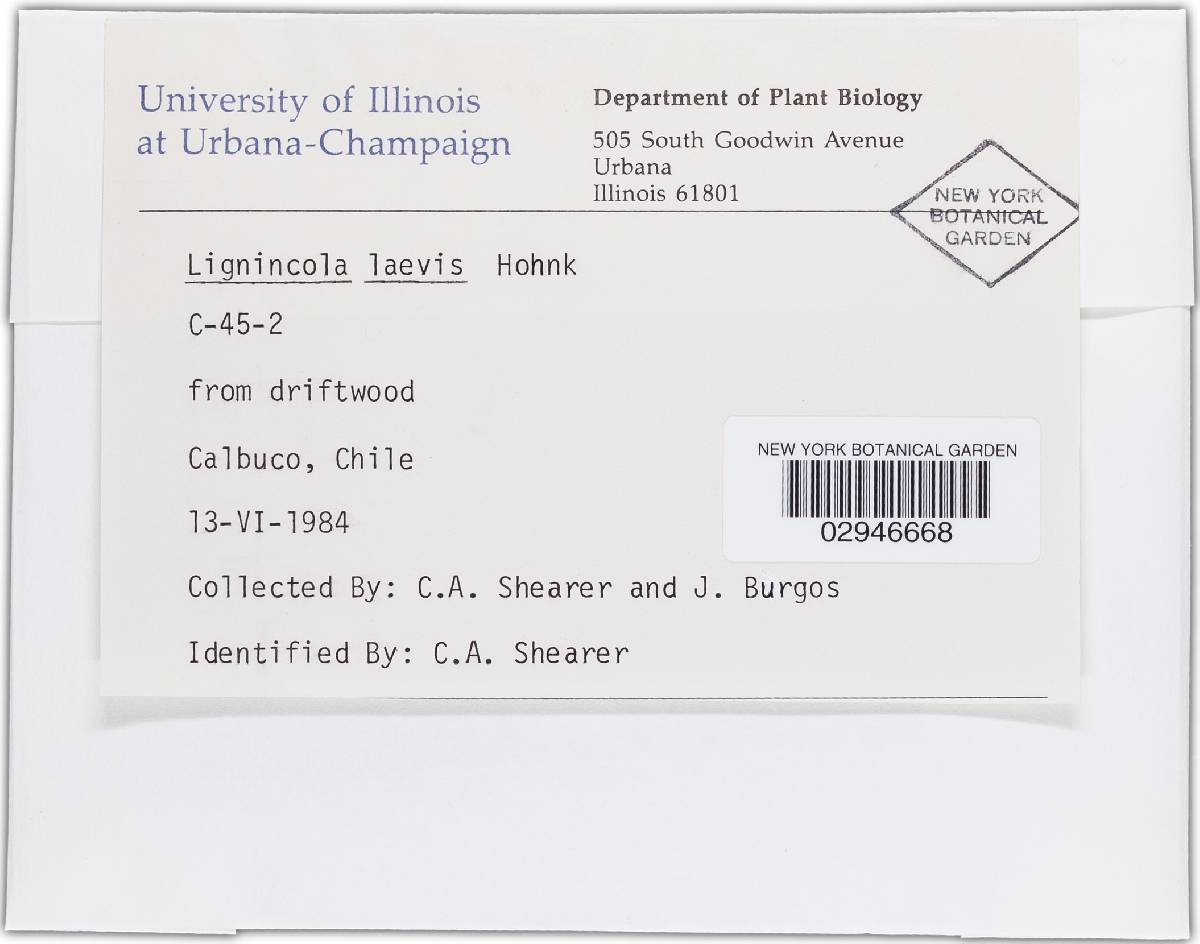 University of Illinois
at Urbana-Champaign
Department of Plant Biology
505 South Goodwin Avenue
Urbana
Illinois 61801
NEW YORK
BOTANICAL
GARDEN
Lignincola laevis Hohnk
C-45-2
from driftwood
Calbuco, Chile
13-VI-1984
NEW YORK BOTANICAL GARDEN
02946668
Collected By: C.A. Shearer and J. Burgos
Identified By: C.A. Shearer